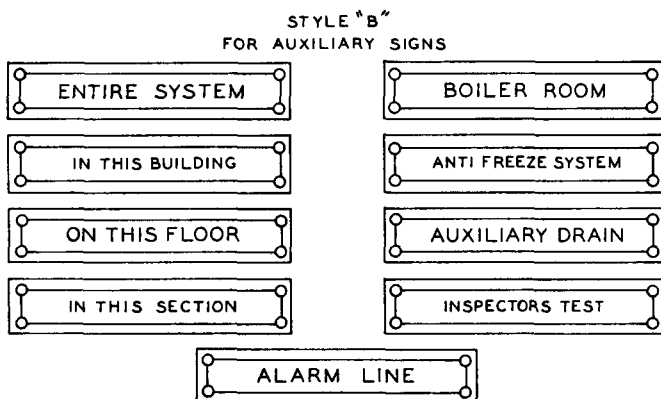 STYLE "B"
FOR AUXILIARY SIGNS
ENTIRE SYSTEM
BOILER ROOM
IN THIS BUILDING
ANTI FREEZE SYSTEM
ON THIS FLOOR
AUXILIARY DRAIN
IN THIS SECTION
INSPECTORS TEST
ALARM LINE